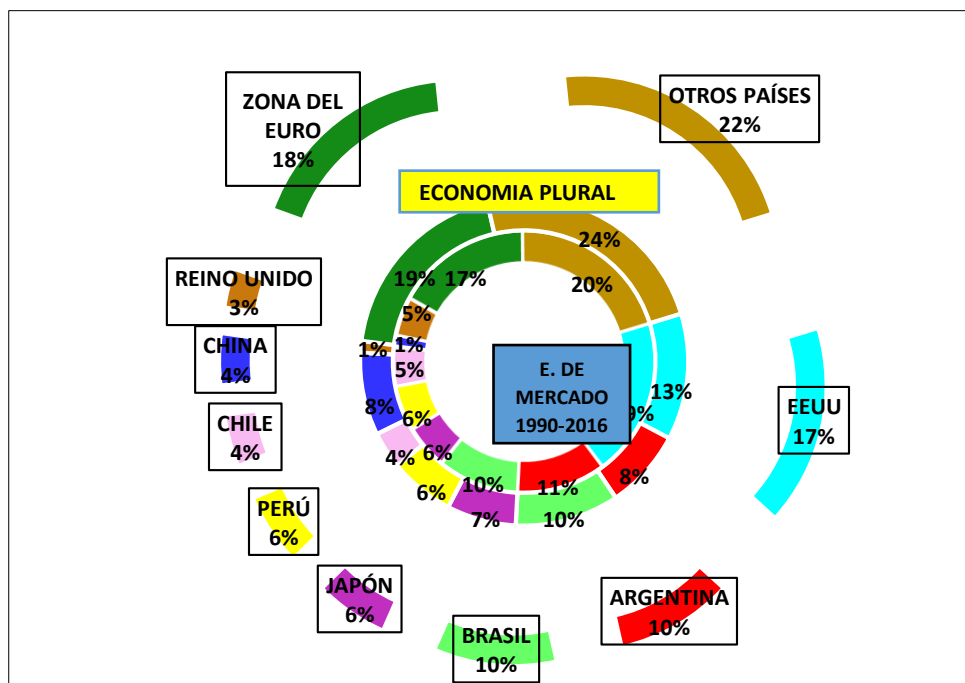 ZONA DEL
EURO
18%
OTROS PAÍSES
22%
ECONOMIA PLURAL
24%
19%
17%
20%
REINO UNIDO
3%
5%
1%
1%
CHINA
4%
5%
E. DE
MERCADO
1990-2016
13%
9%
EEUU
17%
8%
6%
CHILE
4%
4%
6%
8%
6%
10%
11%
7%
10%
PERÚ
6%
JAPÓN
6%
ARGENTINA
10%
BRASIL
10%